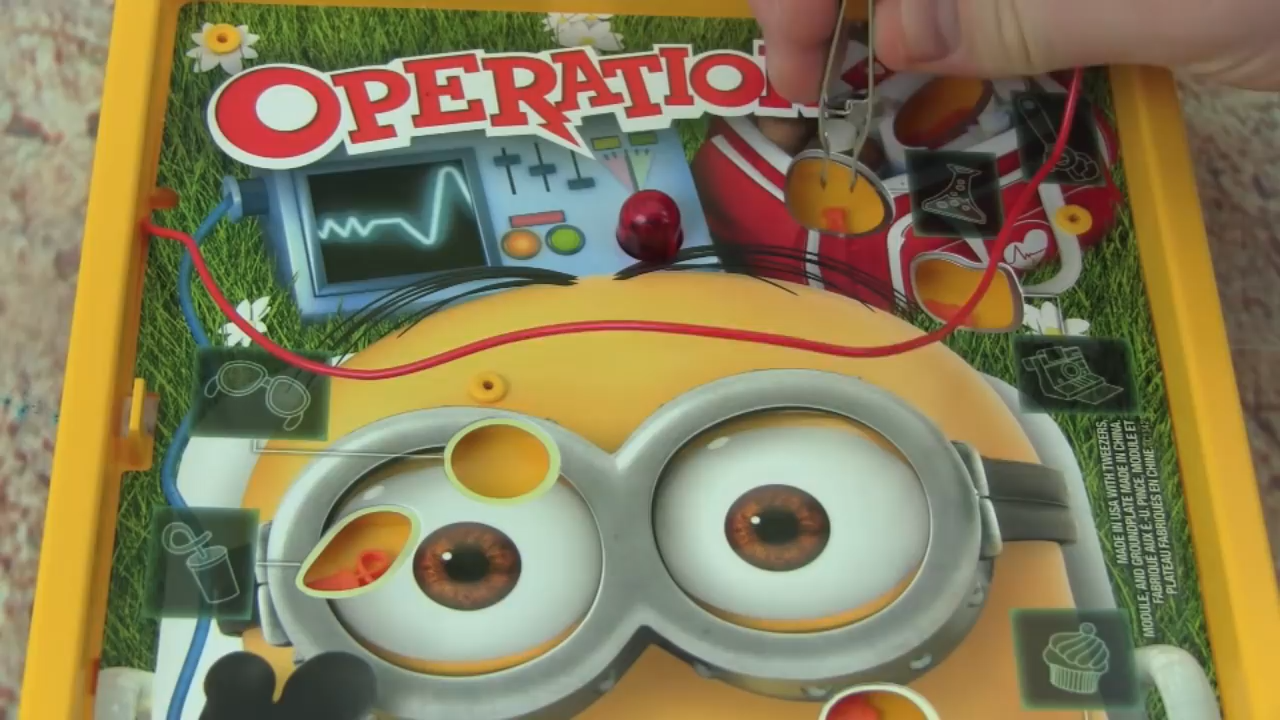 OPERATION
MADE IN USA WITH TWEEZERS,
MODULE, AND GROUNDPLATE MADE IN CHINA.
FABRIQUÉ AUX É.-U. PINCE, MODULE ET
PLATEAU FABRIQUÉS EN CHINE